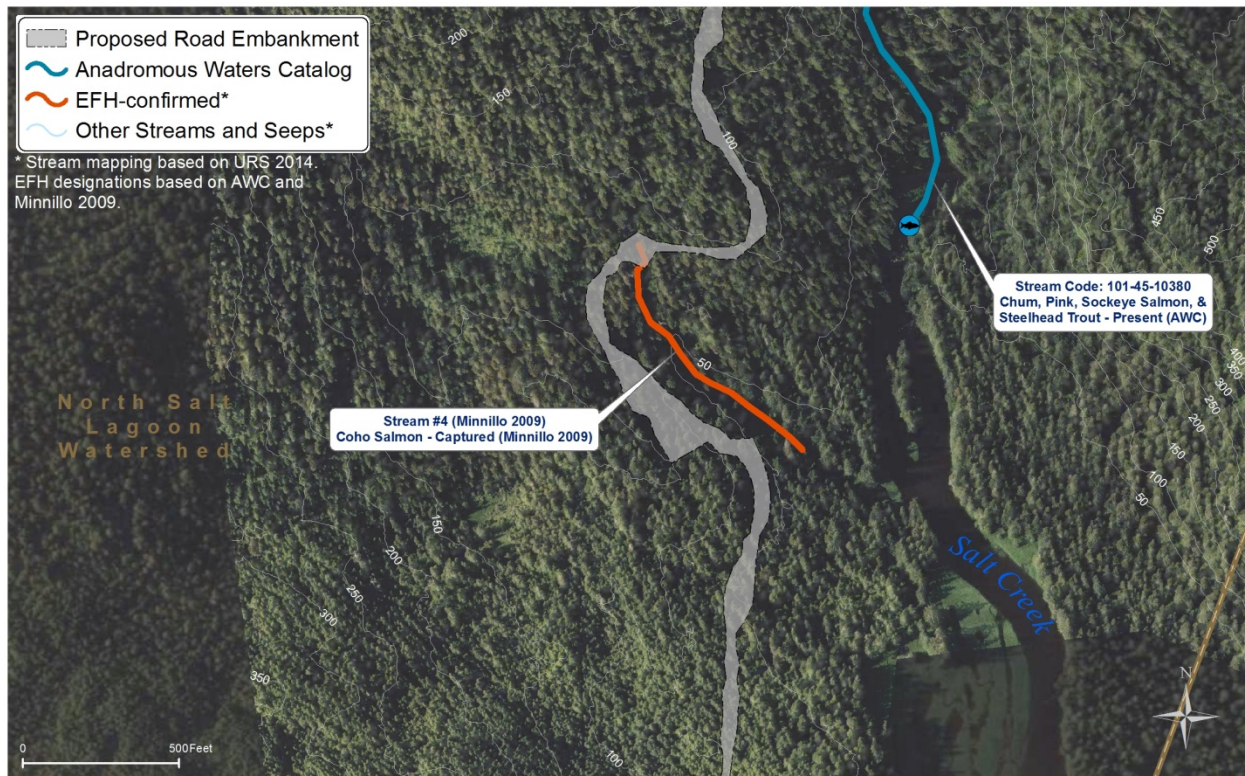 Proposed Road Embankment
Anadromous Waters Catalog
EFH-confirmed*
Other Streams and Seeps*
* Stream mapping based on URS 2014.
EFH designations based on AWC and
Minnillo 2009.
200
150
100
450
500
Stream Code: 101-45-10380
Chum, Pink, Sockeye Salmon, &
Steelhead Trout - Present (AWC)
50
400
350
300
250
200
150
100
50
North Salt
Lagoon
Watershed
Stream #4 (Minnillo 2009)
Coho Salmon - Captured (Minnillo 2009)
150
200
250
300
350
Salt Creek
N
0 500Feet
100